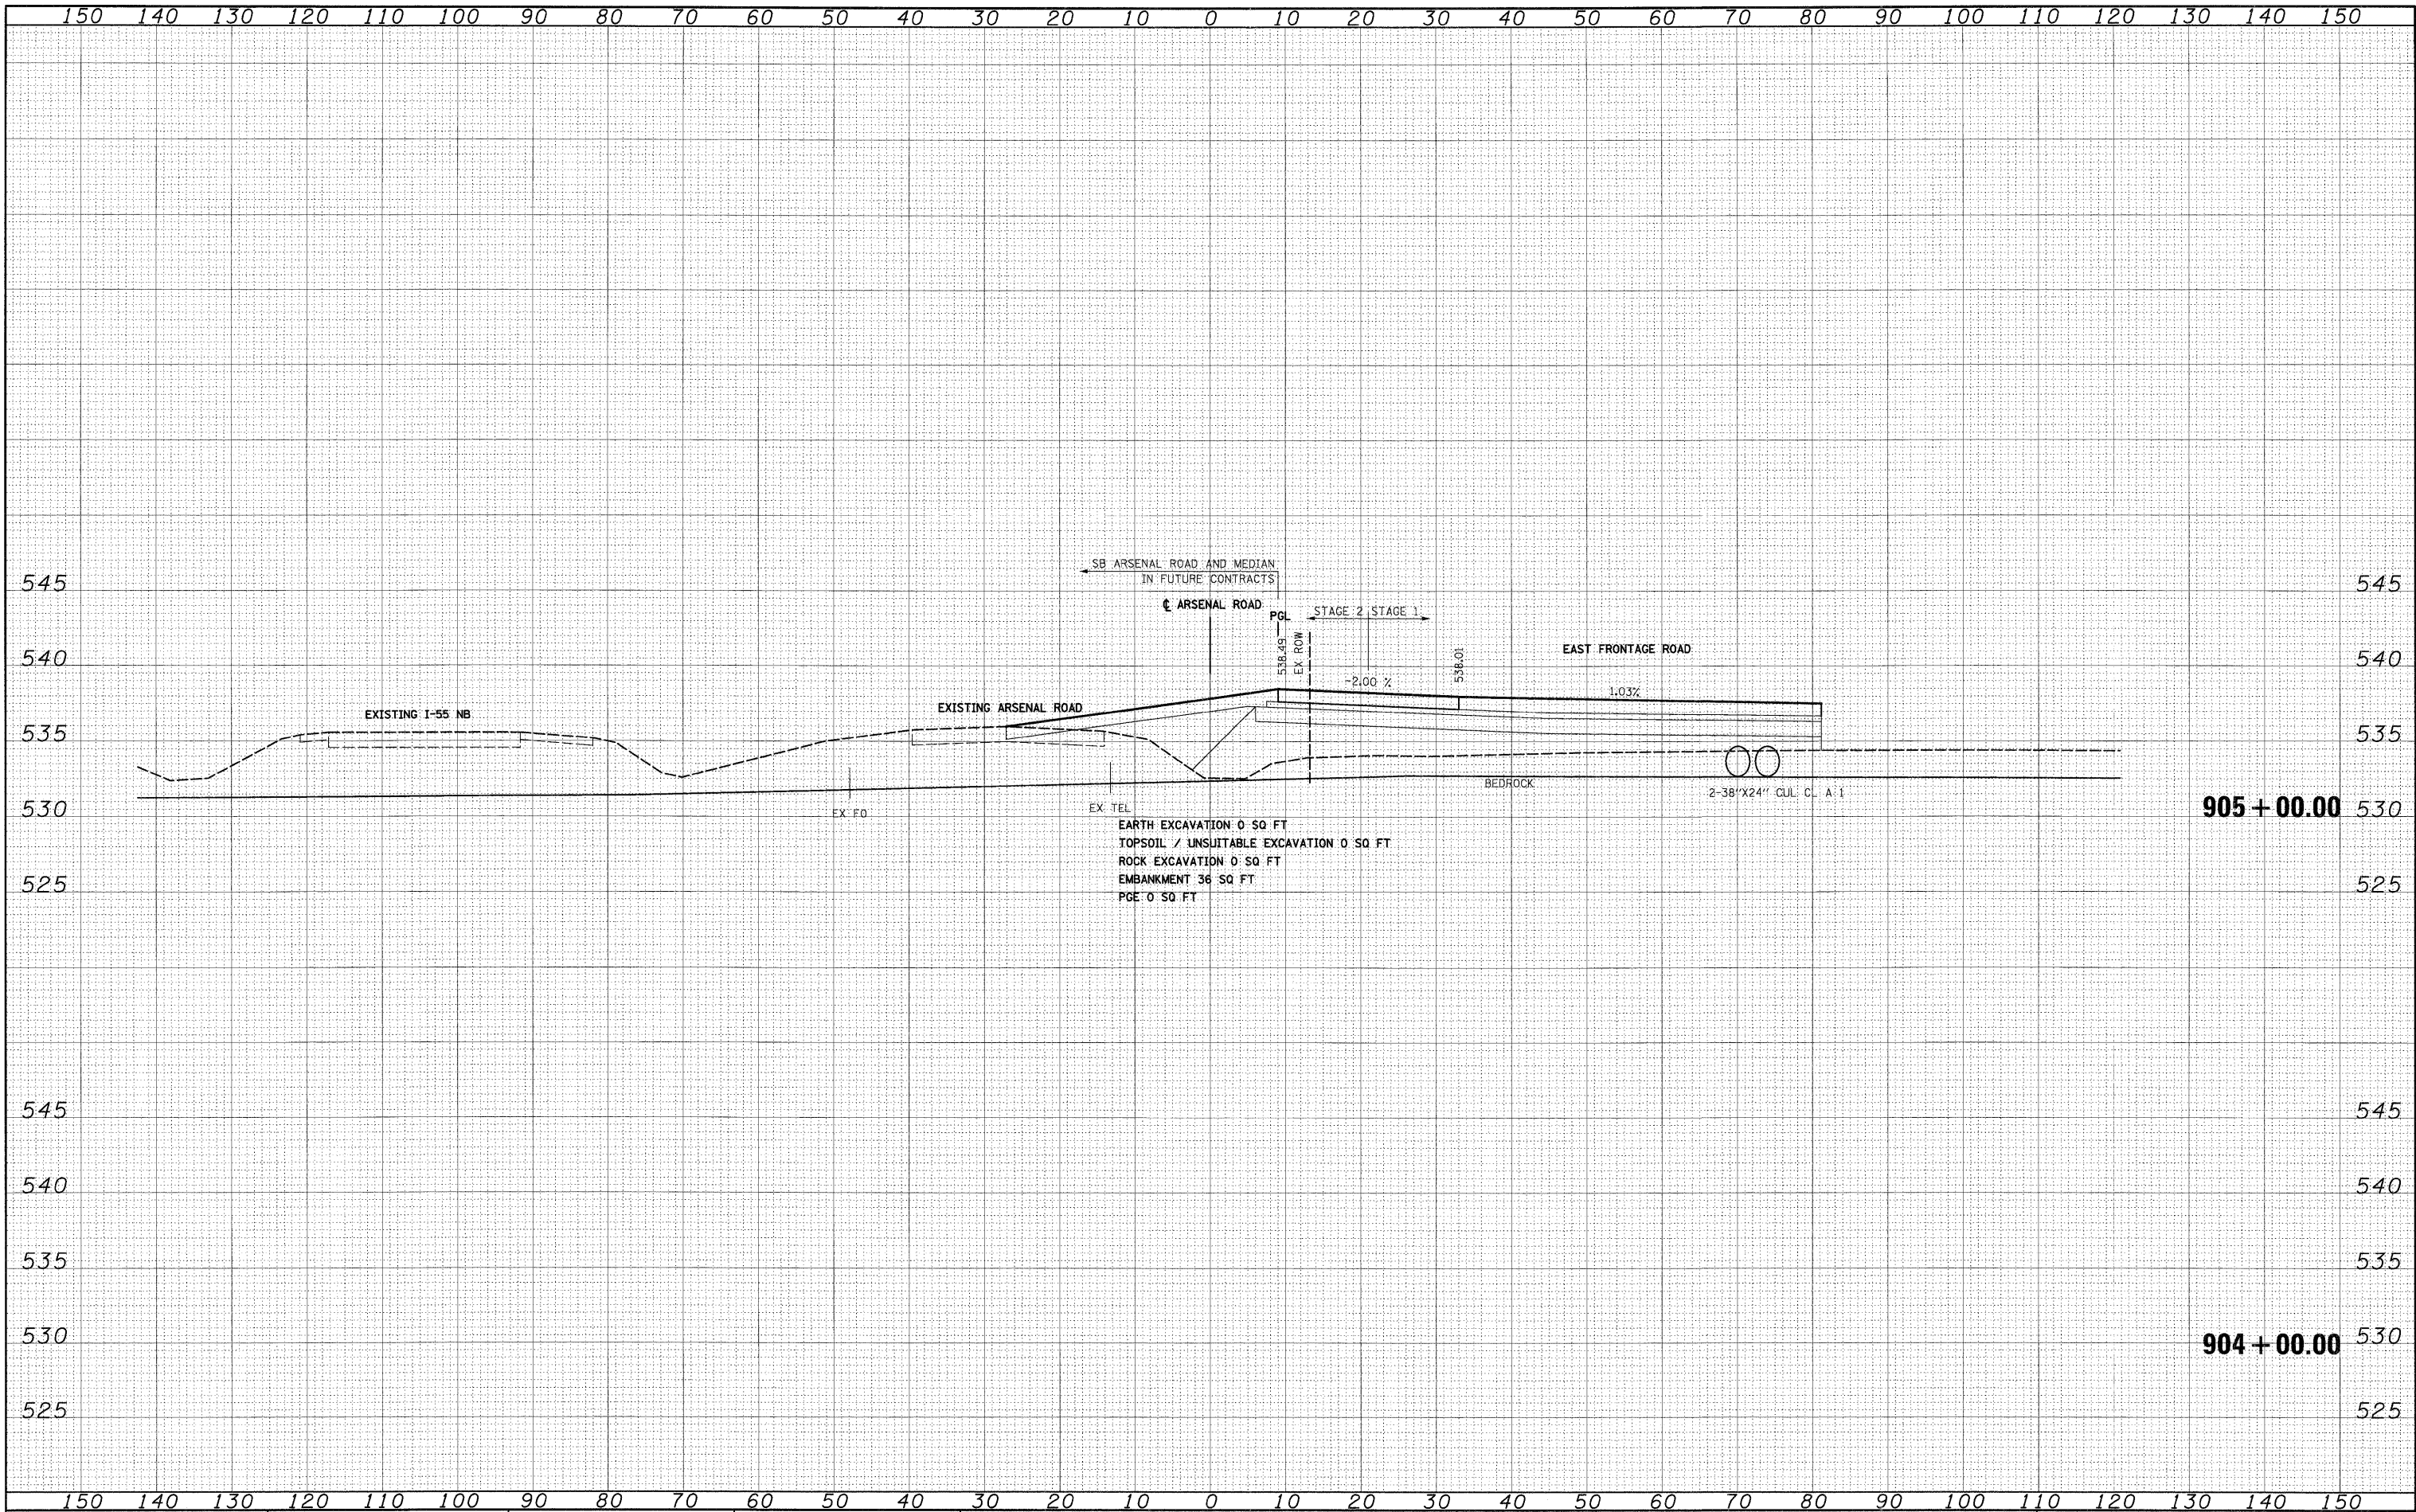 150 140 130 120 110 100 90 80 70 60 50 40 30 20 10 0 10 20 30 40 50 60 70 80 90 100 110 120 130 140 150
SB ARSENAL ROAD AND MEDIAN
IN FUTURE CONTRACTS
545 545
℄ ARSENAL ROAD
PGL
STAGE 2 STAGE 1
538.49
EX ROW
538.01
EAST FRONTAGE ROAD
540 540
-2.00 %
1.03%
EXISTING I-55 NB
EXISTING ARSENAL ROAD
535 535
BEDROCK
2-38"X24" CUL CL A 1
EX FO
EX TEL
530 905+00.00 530
EARTH EXCAVATION 0 SQ FT
TOPSOIL / UNSUITABLE EXCAVATION 0 SQ FT
ROCK EXCAVATION 0 SQ FT
EMBANKMENT 36 SQ FT
PGE 0 SQ FT
525 525
545 545
540 540
535 535
530 904+00.00 530
525 525
150 140 130 120 110 100 90 80 70 60 50 40 30 20 10 0 10 20 30 40 50 60 70 80 90 100 110 120 130 140 150